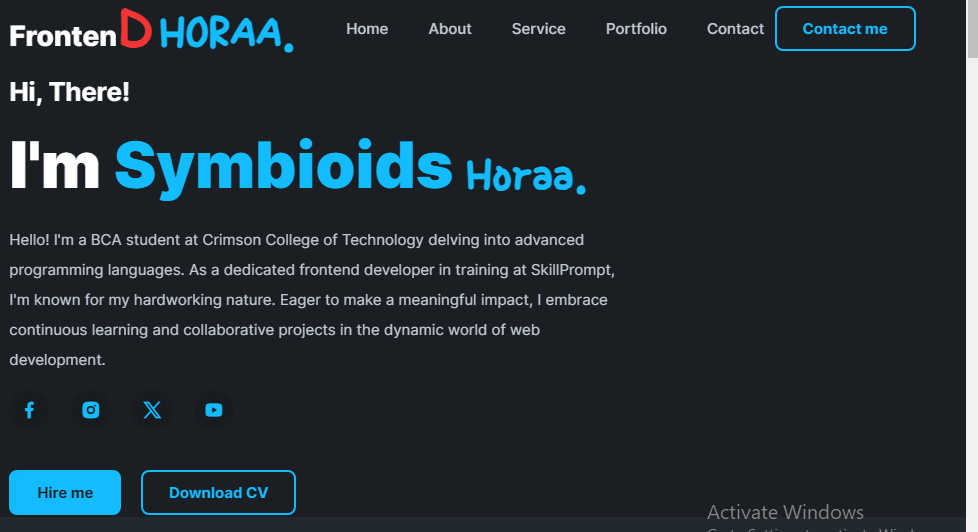 FrontenD HORAA.
Home
About
Service
Portfolio
Contact
Contact me
Hi, There!
I'm Symbioids Horaa.
Hello! I'm a BCA student at Crimson College of Technology delving into advanced
programming languages. As a dedicated frontend developer in training at SkillPrompt,
I'm known for my hardworking nature. Eager to make a meaningful impact, I embrace
continuous learning and collaborative projects in the dynamic world of web
development.
Hire me
Download CV
Activate Windows